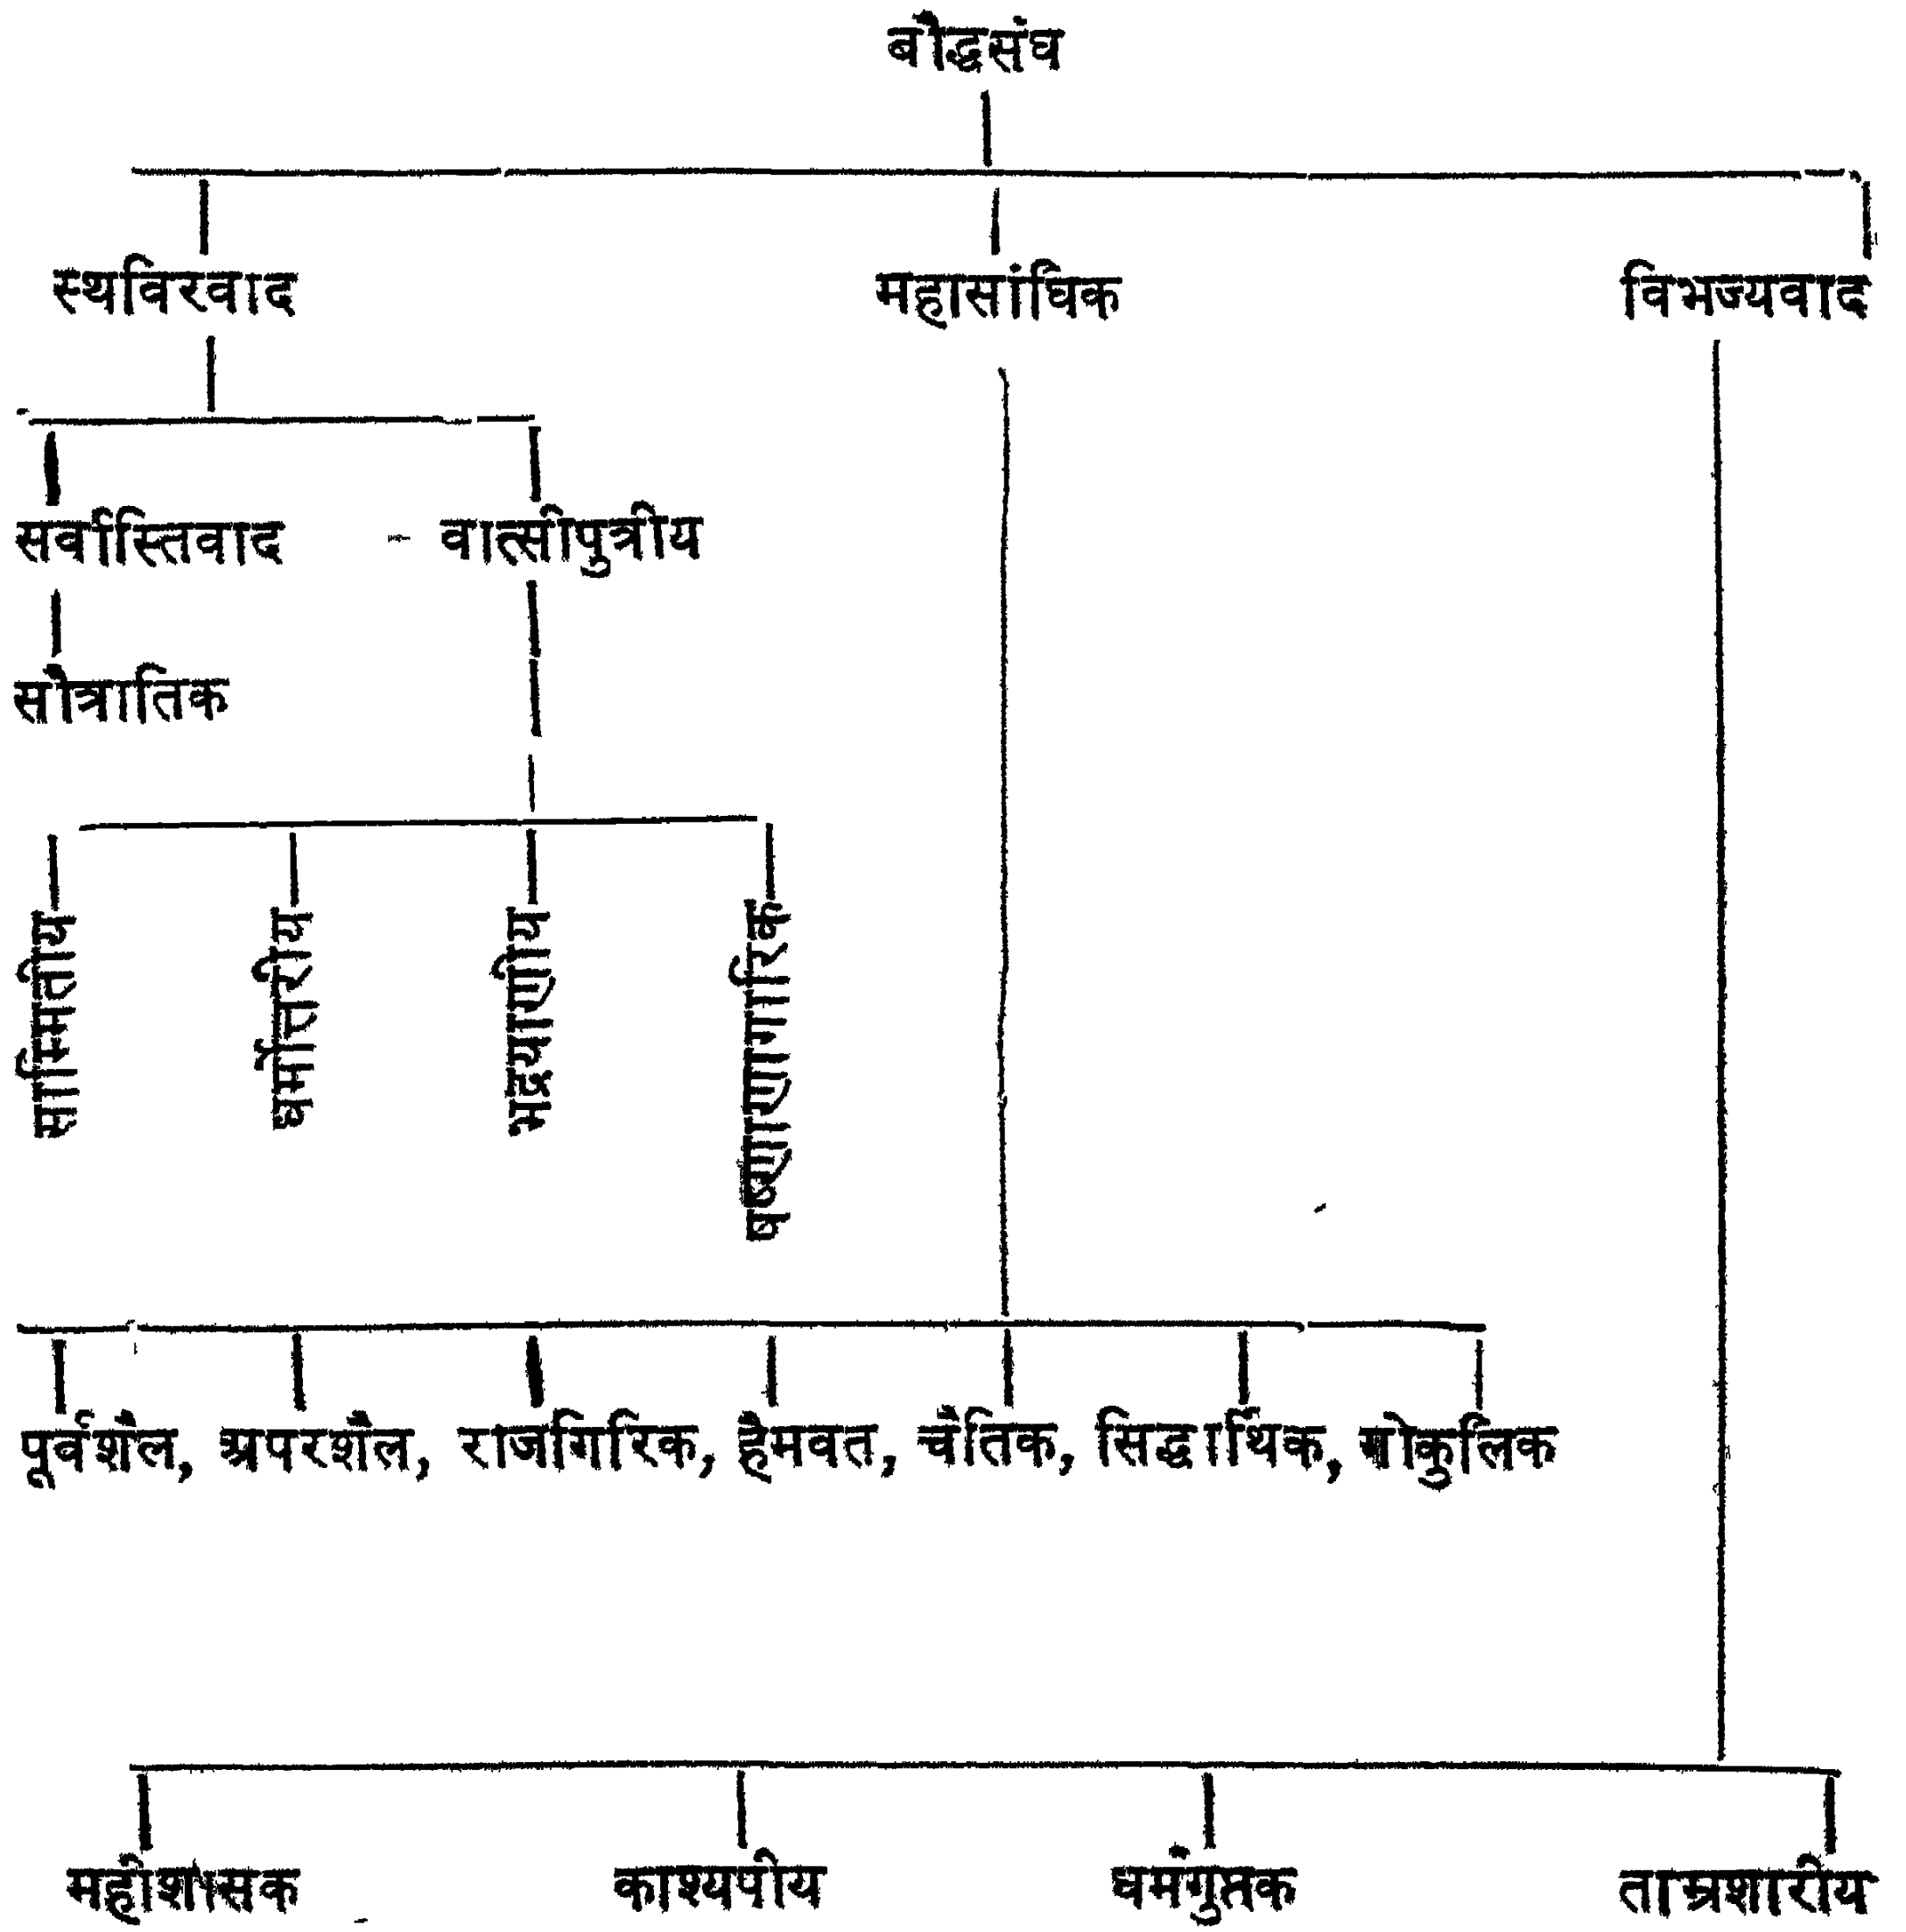 बौद्धसंघ
स्थविरवाद महासांघिक विभज्यवाद
सर्वास्तिवाद - वात्सीपुत्रीय
सौत्रातिक
साम्मितीय धर्मोत्तरीय भद्रयाणीय षष्णाणागारिक
पूर्वशैल, अपरशैल, राजगिरिक, हैमवत, चैतिक, सिद्धार्थिक, गोकुलिक
महीशासक काश्यपीय धर्मगुप्तक ताम्रशारीय